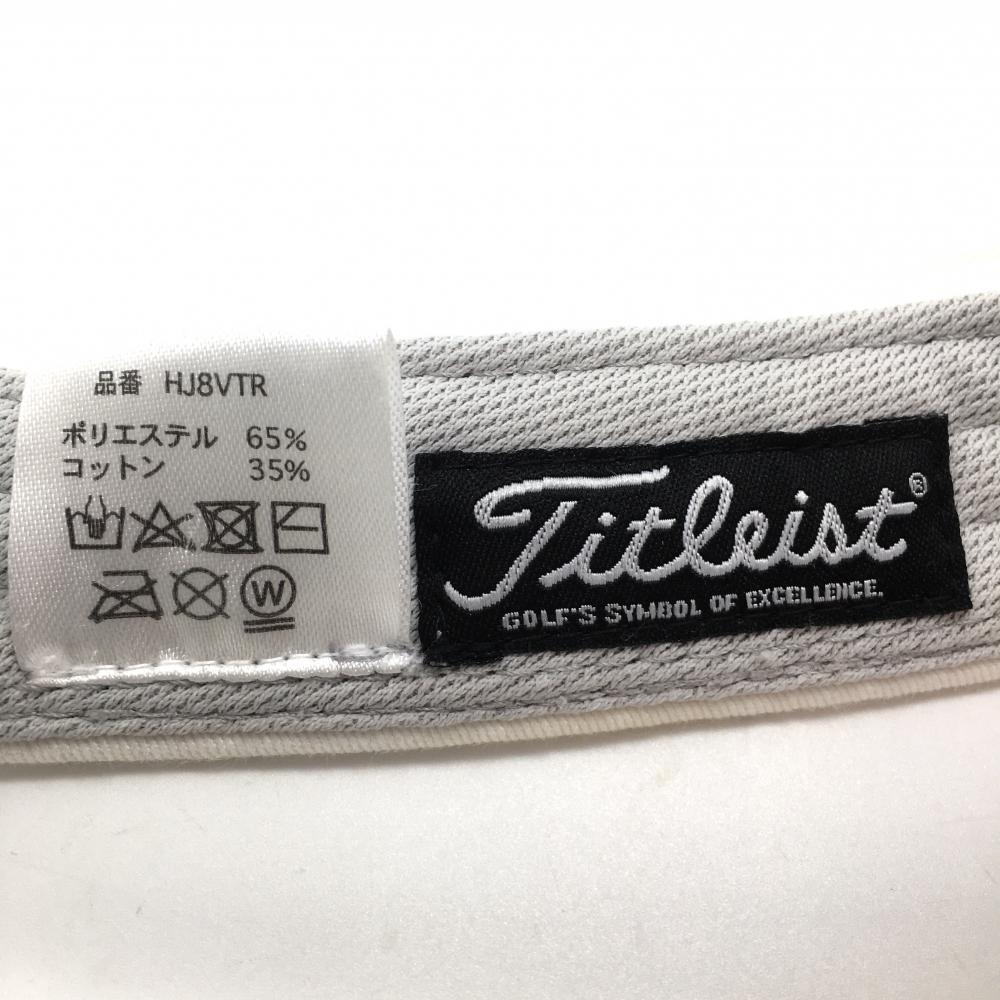 品番 HJ8VTR
ポリエステル 65%
コットン 35%
W
Titleist®
GOLF'S SYMBOL OF EXCELLENCE.